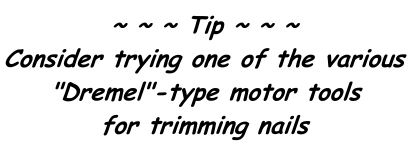 ~ ~ ~ Tip ~ ~ ~
Consider trying one of the various
"Dremel"-type motor tools
for trimming nails